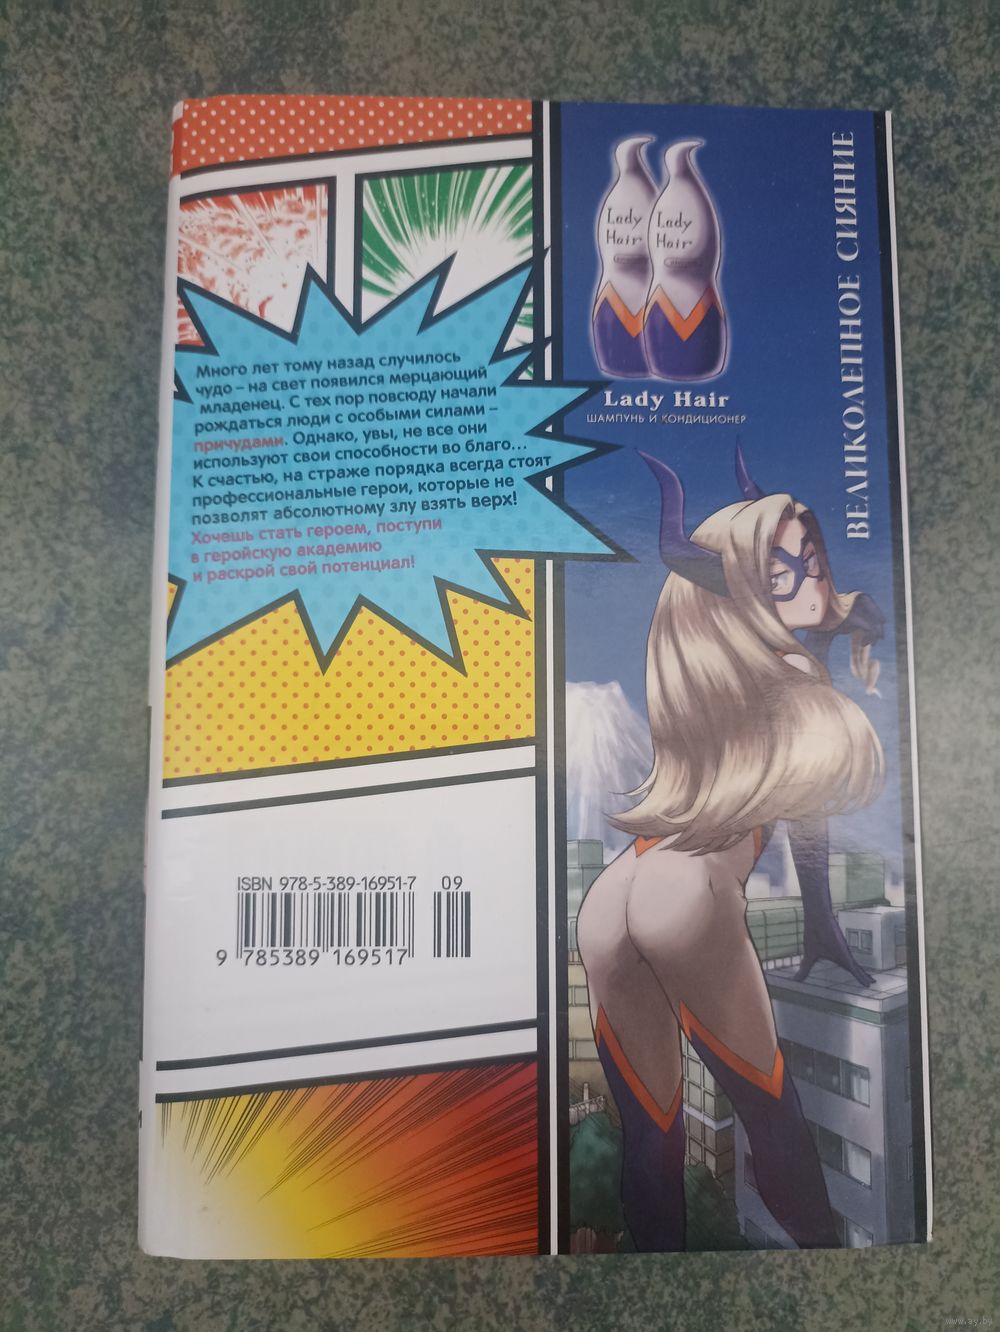 Много лет тому назад случилось
чудо – на свет появился мерцающий
младенец. С тех пор повсюду начали
рождаться люди с особыми силами –
причудами. Однако, увы, не все они
используют свои способности во благо...
К счастью, на страже порядка всегда стоят
профессиональные герои, которые не
позволят абсолютному злу взять верх!
Хочешь стать героем, поступи
в геройскую академию
и раскрой свой потенциал!
ISBN 978-5-389-16951-7 09
9 785389 169517
Lady
Hair
Lady
Hair
Lady Hair
ШАМПУНЬ И КОНДИЦИОНЕР
ВЕЛИКОЛЕПНОЕ СИЯНИЕ
www.ay.by